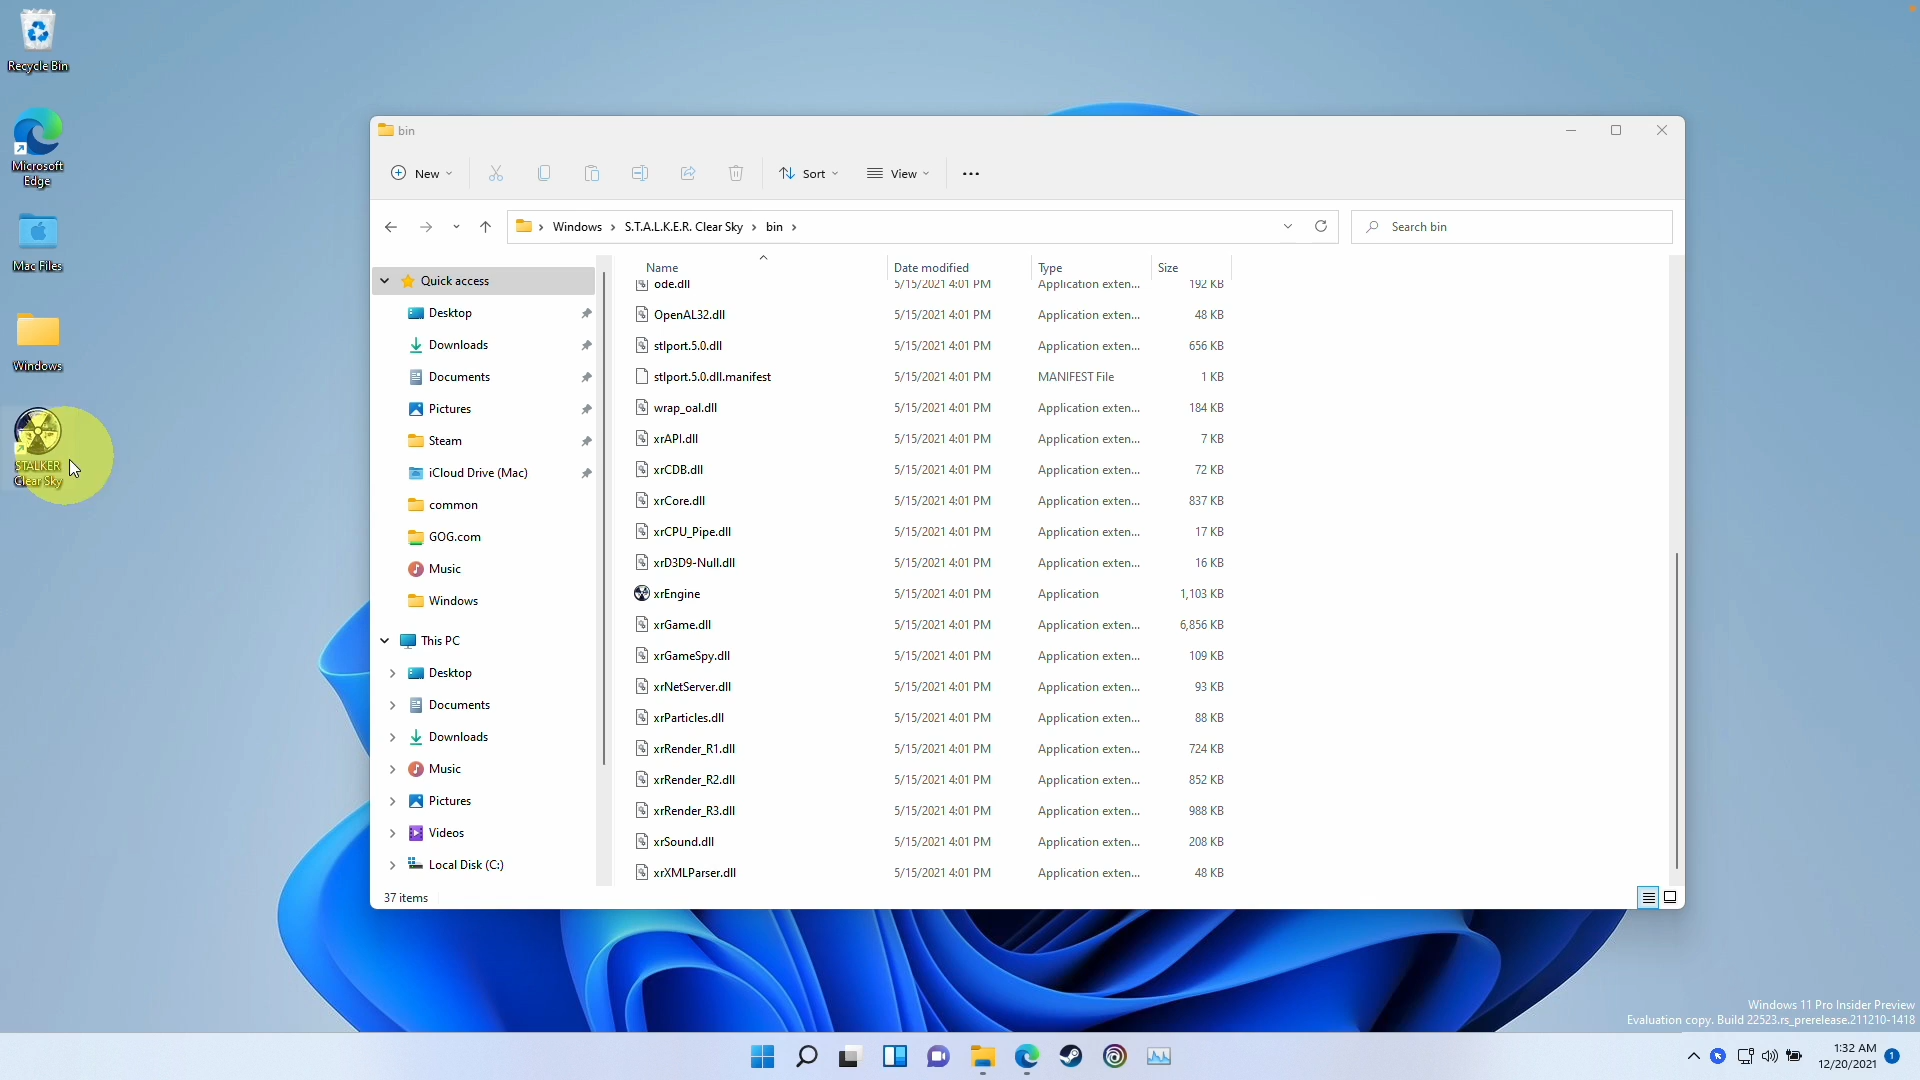 Recycle Bin
Microsoft
Edge
Mac Files
Windows
STALKER
Clear Sky
bin
New
Sort
View
Windows
S.T.A.L.K.E.R. Clear Sky
bin
Search bin
Quick access
Desktop
Downloads
Documents
Pictures
Steam
iCloud Drive (Mac)
common
GOG.com
Music
Windows
This PC
Desktop
Documents
Downloads
Music
Pictures
Videos
Local Disk (C:)
Name Date modified Type Size
ode.dll 5/15/2021 4:01 PM Application exten... 192 KB
OpenAL32.dll 5/15/2021 4:01 PM Application exten... 48 KB
stlport.5.0.dll 5/15/2021 4:01 PM Application exten... 656 KB
stlport.5.0.dll.manifest 5/15/2021 4:01 PM MANIFEST File 1 KB
wrap_oal.dll 5/15/2021 4:01 PM Application exten... 184 KB
xrAPI.dll 5/15/2021 4:01 PM Application exten... 7 KB
xrCDB.dll 5/15/2021 4:01 PM Application exten... 72 KB
xrCore.dll 5/15/2021 4:01 PM Application exten... 837 KB
xrCPU_Pipe.dll 5/15/2021 4:01 PM Application exten... 17 KB
xrD3D9-Null.dll 5/15/2021 4:01 PM Application exten... 16 KB
xrEngine 5/15/2021 4:01 PM Application 1,103 KB
xrGame.dll 5/15/2021 4:01 PM Application exten... 6,856 KB
xrGameSpy.dll 5/15/2021 4:01 PM Application exten... 109 KB
xrNetServer.dll 5/15/2021 4:01 PM Application exten... 93 KB
xrParticles.dll 5/15/2021 4:01 PM Application exten... 88 KB
xrRender_R1.dll 5/15/2021 4:01 PM Application exten... 724 KB
xrRender_R2.dll 5/15/2021 4:01 PM Application exten... 852 KB
xrRender_R3.dll 5/15/2021 4:01 PM Application exten... 988 KB
xrSound.dll 5/15/2021 4:01 PM Application exten... 208 KB
xrXMLParser.dll 5/15/2021 4:01 PM Application exten... 48 KB
37 items
Windows 11 Pro Insider Preview
Evaluation copy. Build 22523.rs_prerelease.211210-1418
1:32 AM
12/20/2021
1